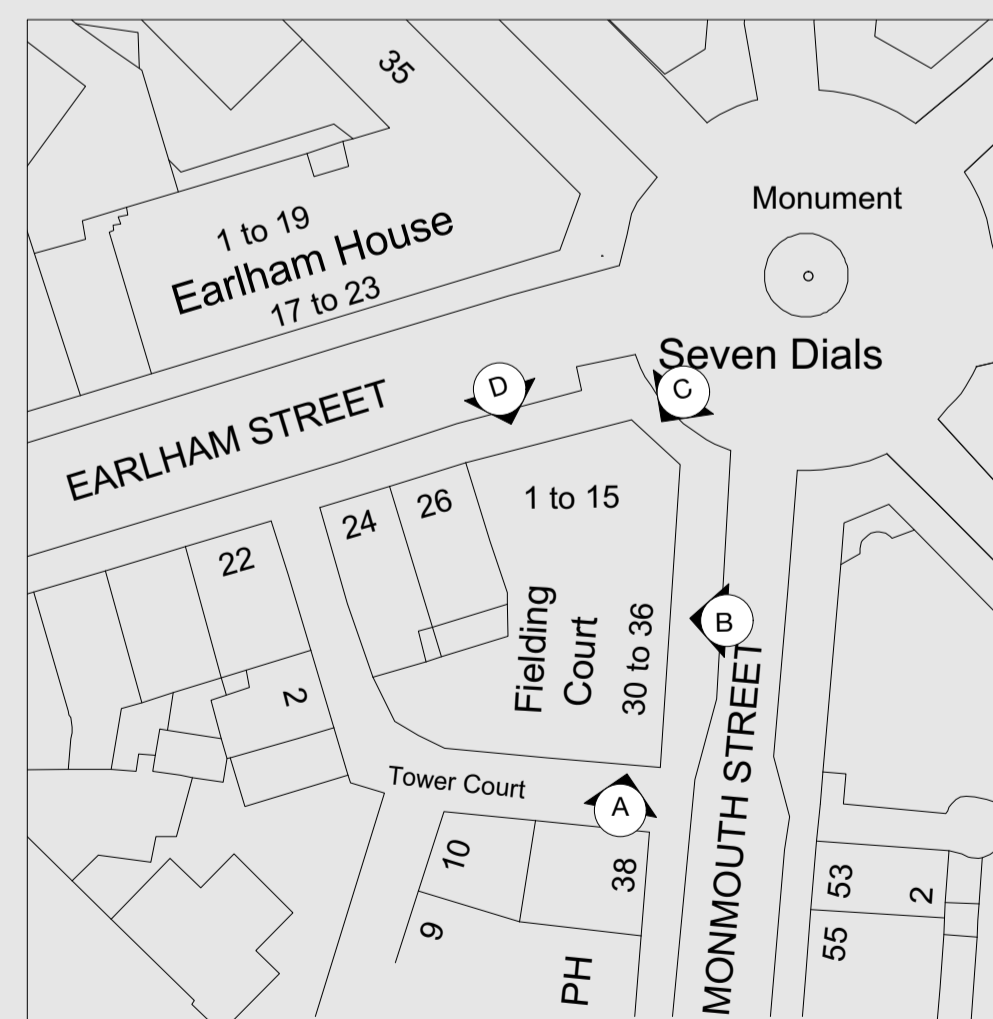 35
Monument
1 to 19
Earlham House
17 to 23
Seven Dials
D
C
EARLHAM STREET
24
26
1 to 15
22
Fielding
Court
30 to 36
B
2
Tower Court
A
MONMOUTH STREET
10
38
53
2
9
55
PH